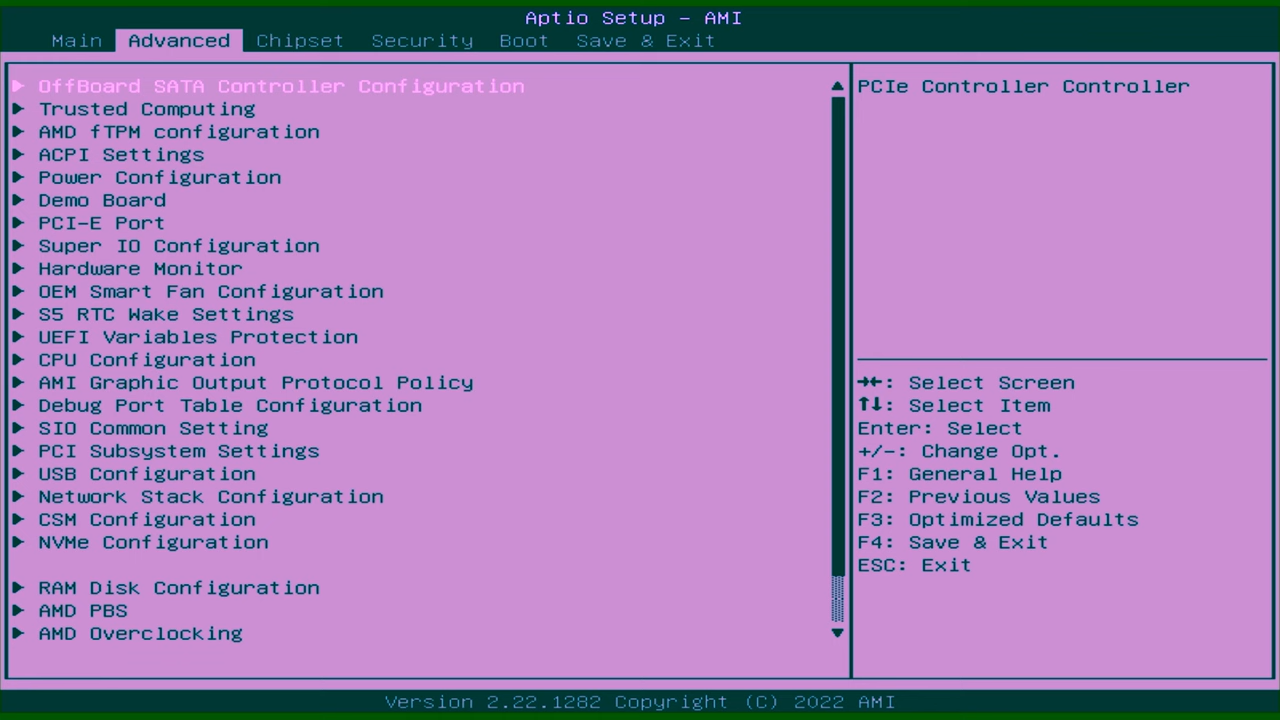 Aptio Setup – AMI
Main Advanced Chipset Security Boot Save & Exit
OffBoard SATA Controller Configuration
Trusted Computing
AMD fTPM configuration
ACPI Settings
Power Configuration
Demo Board
PCI-E Port
Super IO Configuration
Hardware Monitor
OEM Smart Fan Configuration
S5 RTC Wake Settings
UEFI Variables Protection
CPU Configuration
AMI Graphic Output Protocol Policy
Debug Port Table Configuration
SIO Common Setting
PCI Subsystem Settings
USB Configuration
Network Stack Configuration
CSM Configuration
NVMe Configuration
RAM Disk Configuration
AMD PBS
AMD Overclocking
PCIe Controller Controller
→←: Select Screen
↑↓: Select Item
Enter: Select
+/-: Change Opt.
F1: General Help
F2: Previous Values
F3: Optimized Defaults
F4: Save & Exit
ESC: Exit
Version 2.22.1282 Copyright (C) 2022 AMI